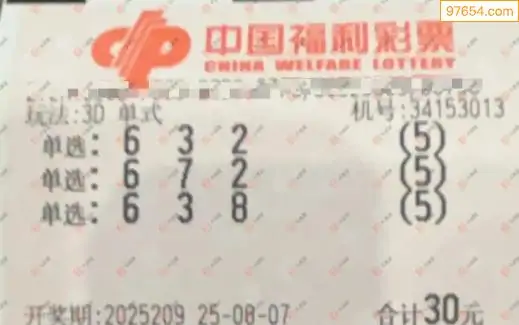 97654.com
中国福利彩票
CHINA WELFARE LOTTERY
玩法:3D 单式 机号:34153013
单选: 6 3 2 (5)
单选: 6 7 2 (5)
单选: 6 3 8 (5)
开奖期:2025209 25-08-07 合计30元